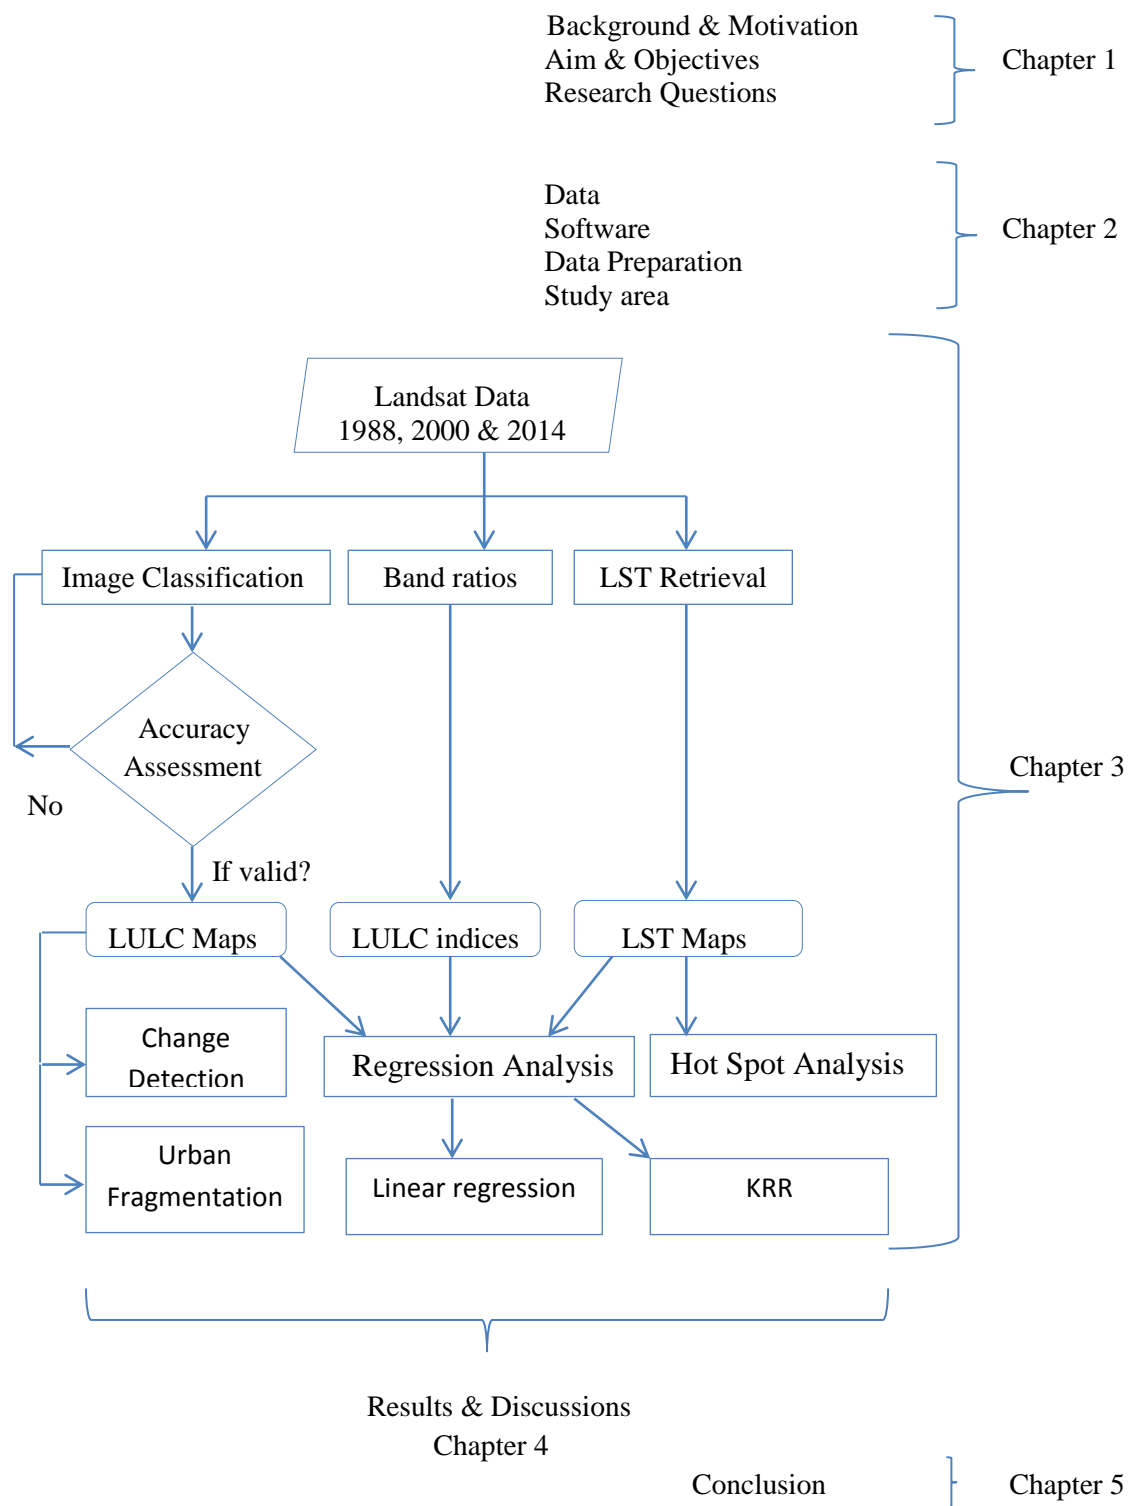 Background & Motivation
Aim & Objectives
Research Questions
Chapter 1
Data
Software
Data Preparation
Study area
Chapter 2
Landsat Data
1988, 2000 & 2014
Image Classification
Band ratios
LST Retrieval
Accuracy
Assessment
No
If valid?
Chapter 3
LULC Maps
LULC indices
LST Maps
Change
Detection
Regression Analysis
Hot Spot Analysis
Urban
Fragmentation
Linear regression
KRR
Results & Discussions
Chapter 4
Conclusion
Chapter 5